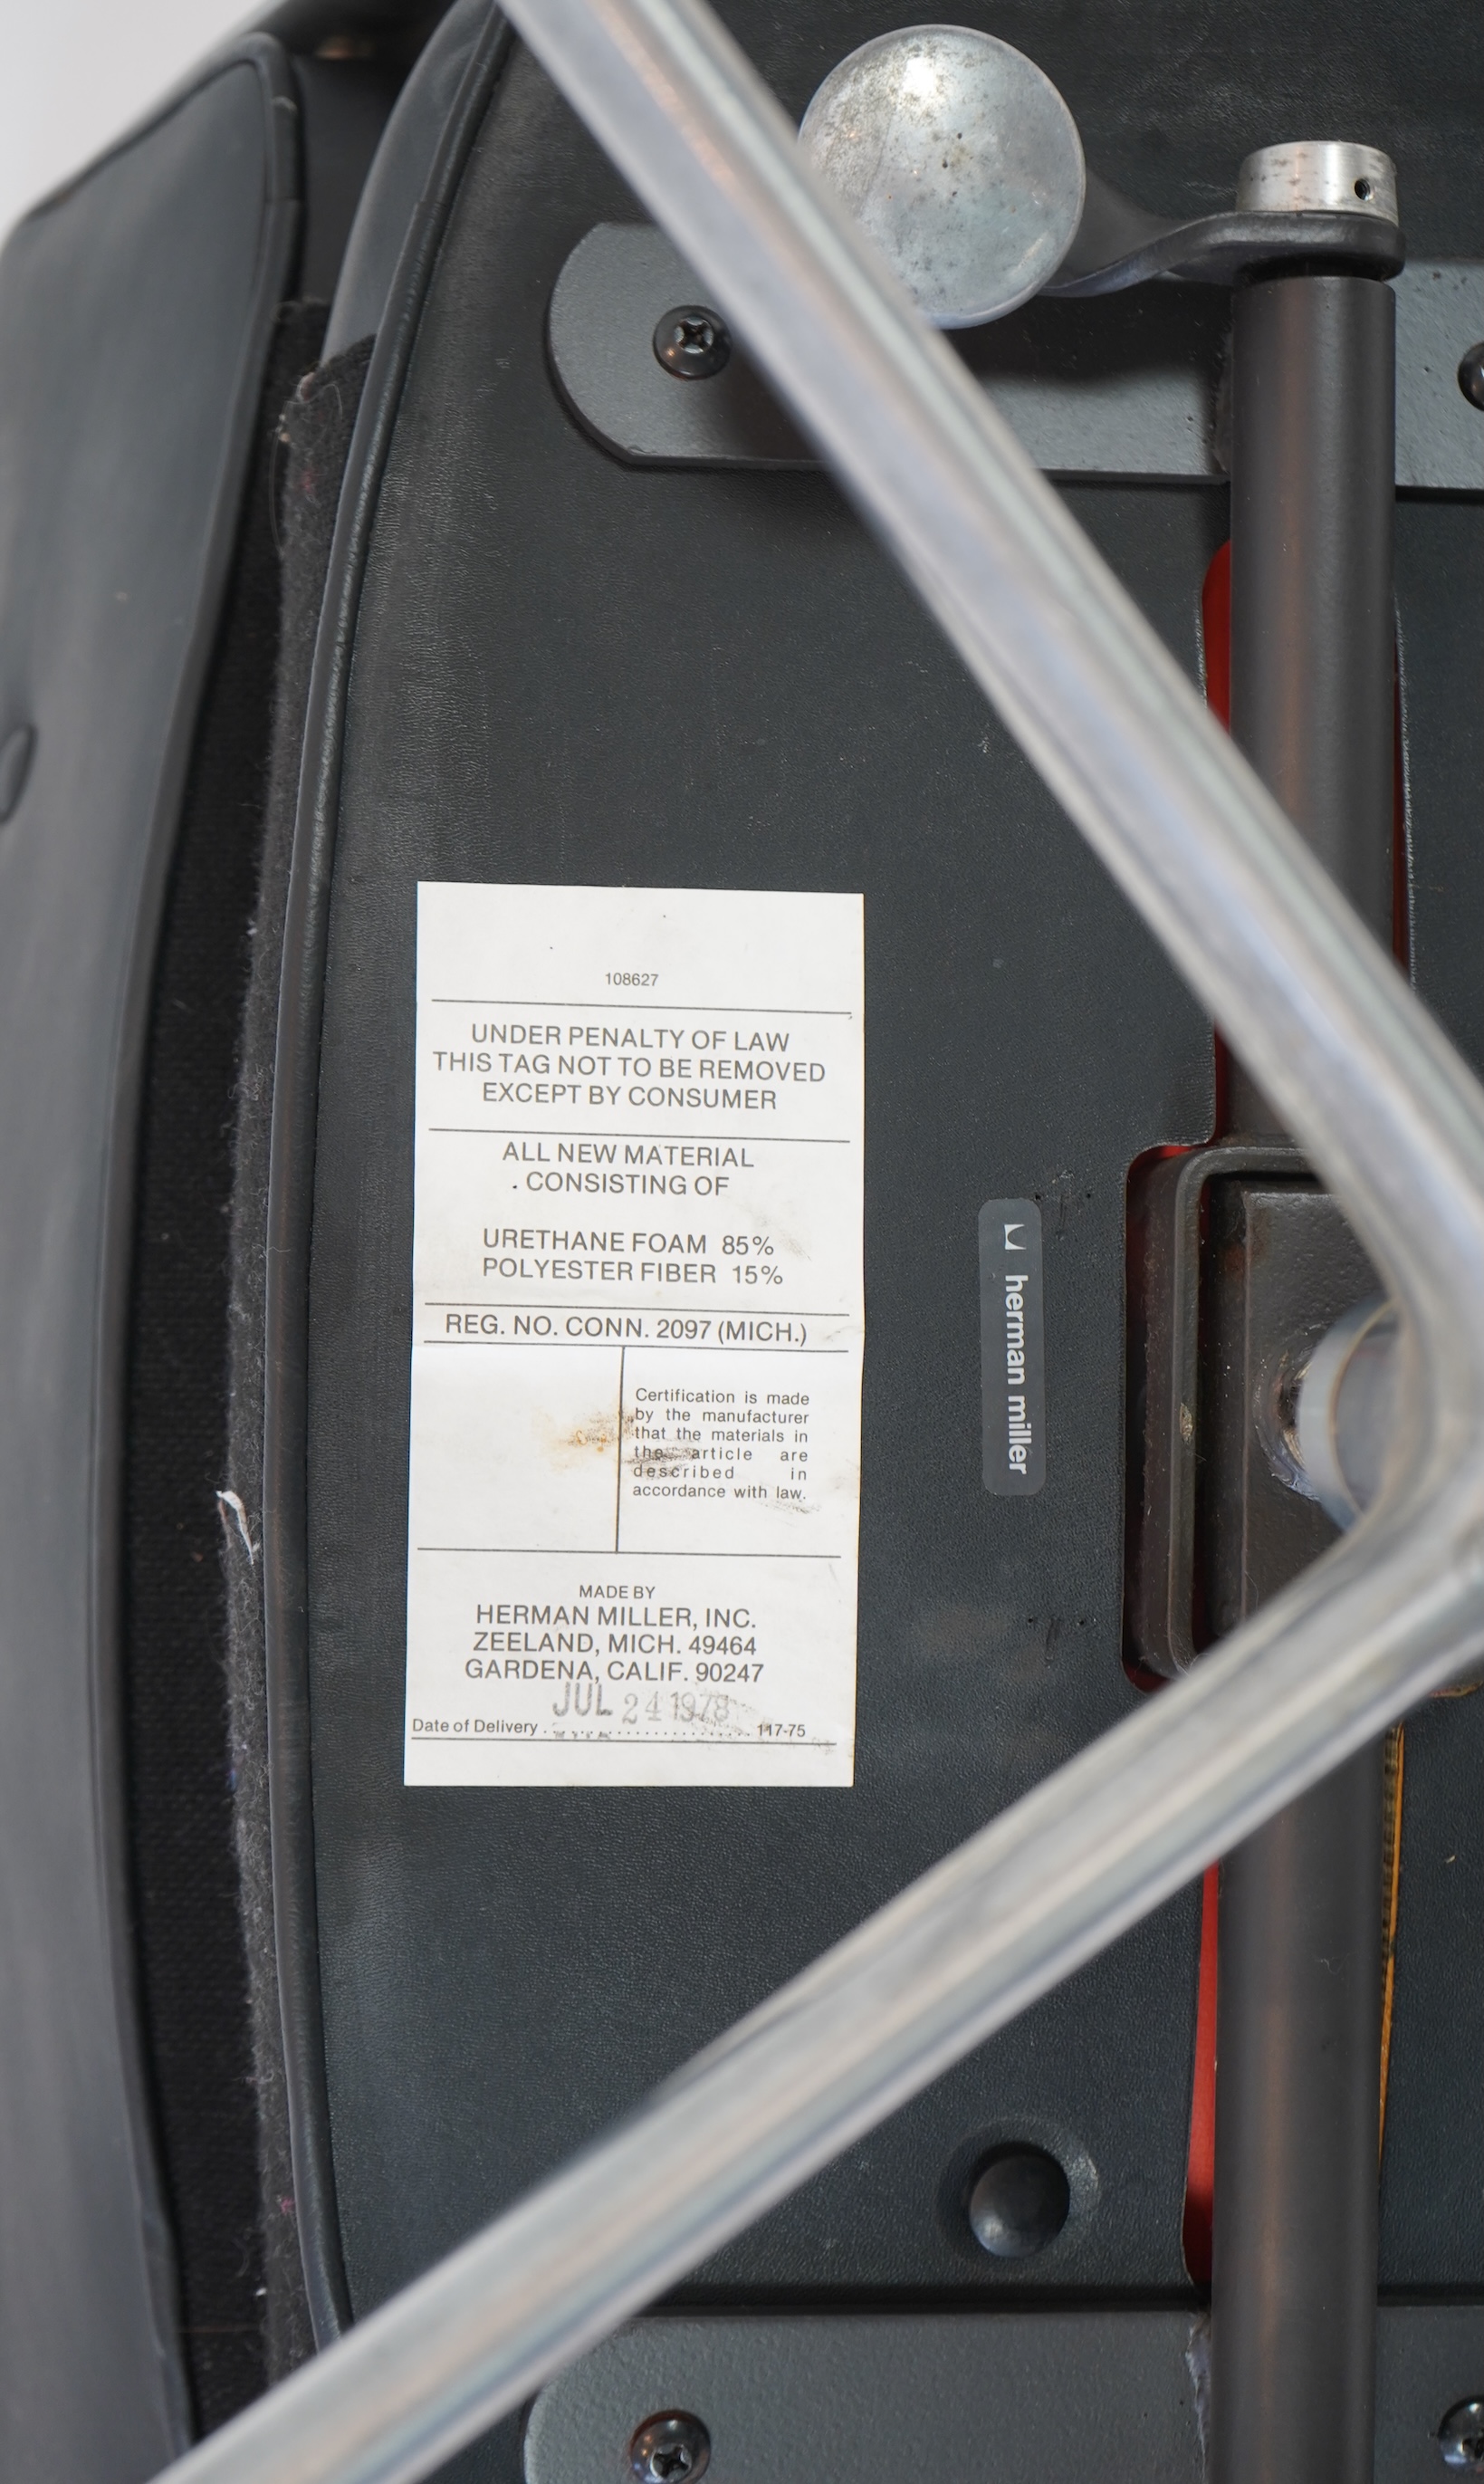 108627
UNDER PENALTY OF LAW
THIS TAG NOT TO BE REMOVED
EXCEPT BY CONSUMER
ALL NEW MATERIAL
. CONSISTING OF
URETHANE FOAM 85%
POLYESTER FIBER 15%
REG. NO. CONN. 2097 (MICH.)
Certification is made
by the manufacturer
that the materials in
the article are
described in
accordance with law.
MADE BY
HERMAN MILLER, INC.
ZEELAND, MICH. 49464
GARDENA, CALIF. 90247
JUL 24 1978
Date of Delivery . . . . . . . . . . . . . . . . . . . . . 117-75
herman miller